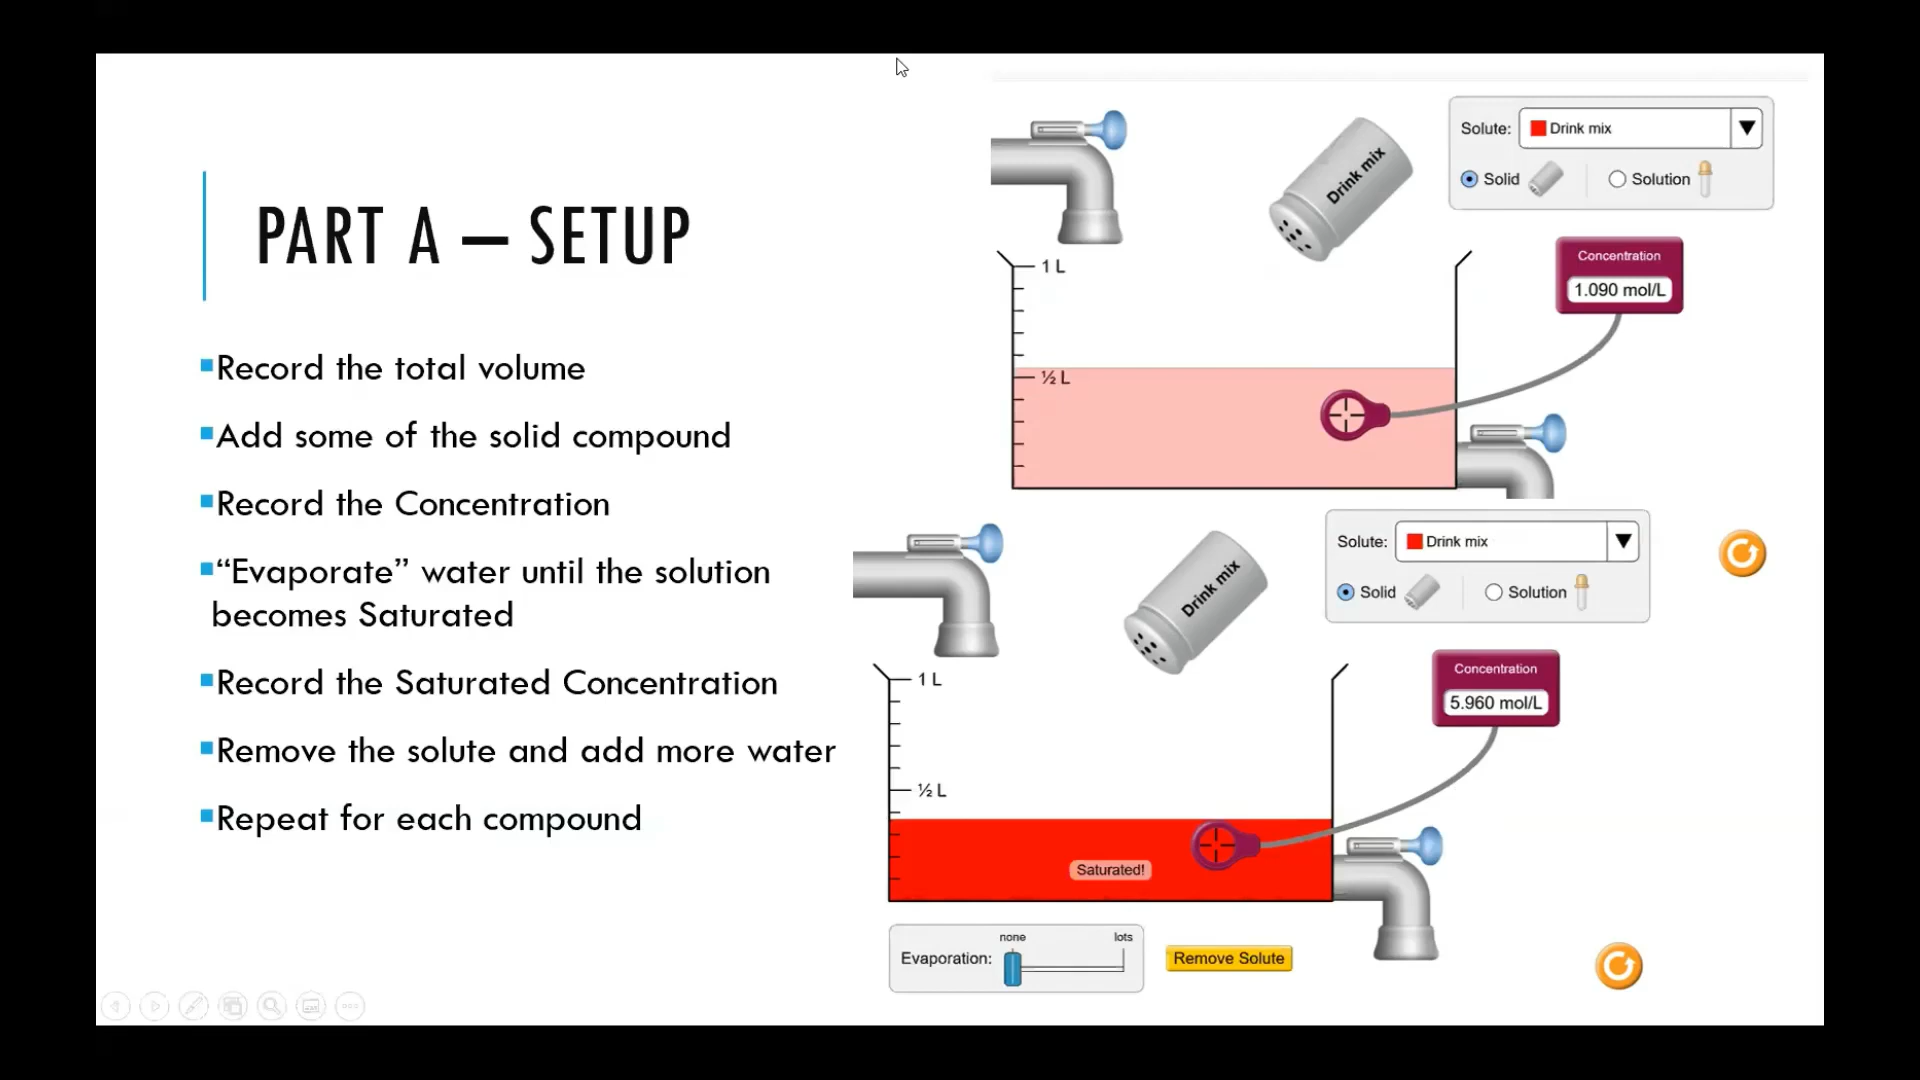 PART A – SETUP
▪Record the total volume
▪Add some of the solid compound
▪Record the Concentration
▪“Evaporate” water until the solution
becomes Saturated
▪Record the Saturated Concentration
▪Remove the solute and add more water
▪Repeat for each compound
Drink mix
Solute: Drink mix
Solid Solution
Concentration
1.090 mol/L
1 L
½ L
Drink mix
Solute: Drink mix
Solid Solution
Concentration
5.960 mol/L
1 L
½ L
Saturated!
none lots
Evaporation:
Remove Solute